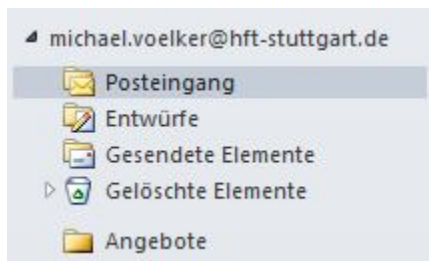 michael.voelker@hft-stuttgart.de
Posteingang
Entwürfe
Gesendete Elemente
Gelöschte Elemente
Angebote